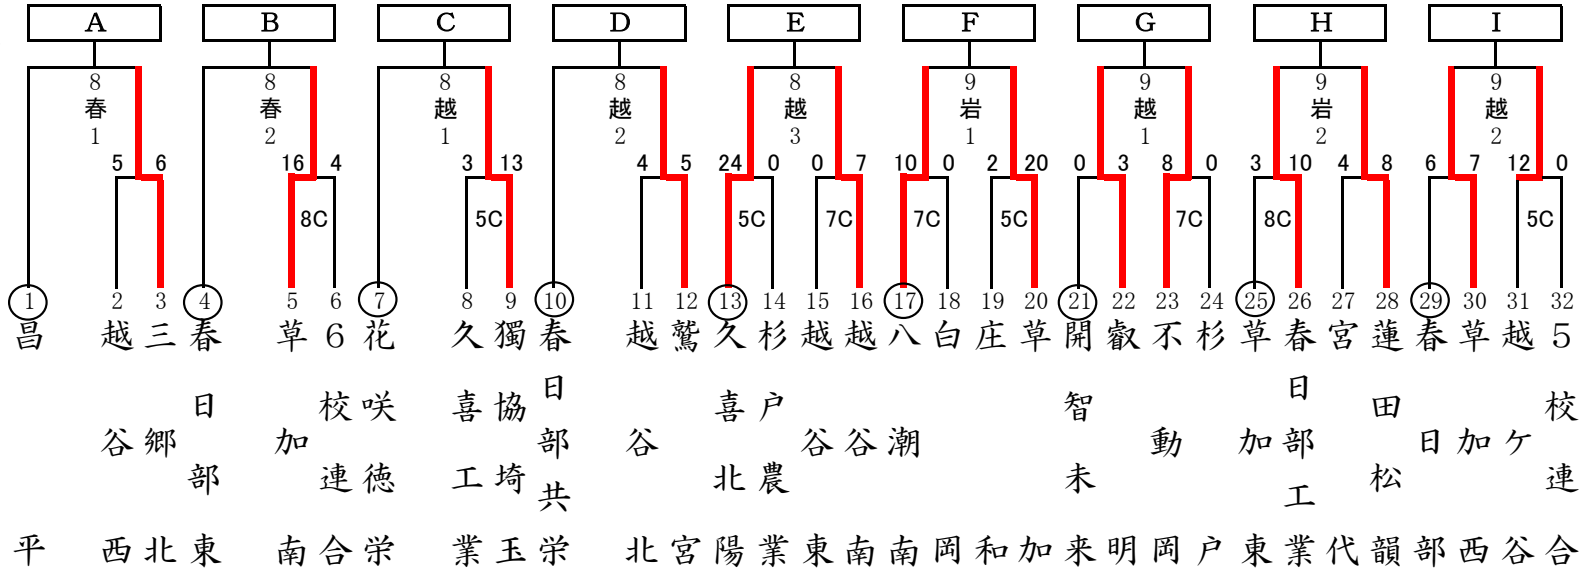 A B C D E F G H I
8 8 8 8 8 9 9 9 9
春 春 越 越 越 岩 越 岩 越
1 2 1 2 3 1 1 2 2
5 6 16 4 3 13 4 5 24 0 0 7 10 0 2 20 0 3 8 0 3 10 4 8 6 7 12 0
8C 5C 5C 7C 7C 5C 7C 8C 5C
1 2 3 4 5 6 7 8 9 10 11 12 13 14 15 16 17 18 19 20 21 22 23 24 25 26 27 28 29 30 31 32
昌平
越谷西
三郷北
春日部東
草加南
6校連合
花咲徳栄
久喜工業
獨協埼玉
春日部共栄
越谷北
鷲宮
久喜北陽
杉戸農業
越谷東
越谷南
八潮南
白岡
庄和
草加
開智未来
叡明
不動岡
杉戸
草加東
春日部工業
宮代
蓮田松韻
春日部
草加西
越ケ谷
5校連合